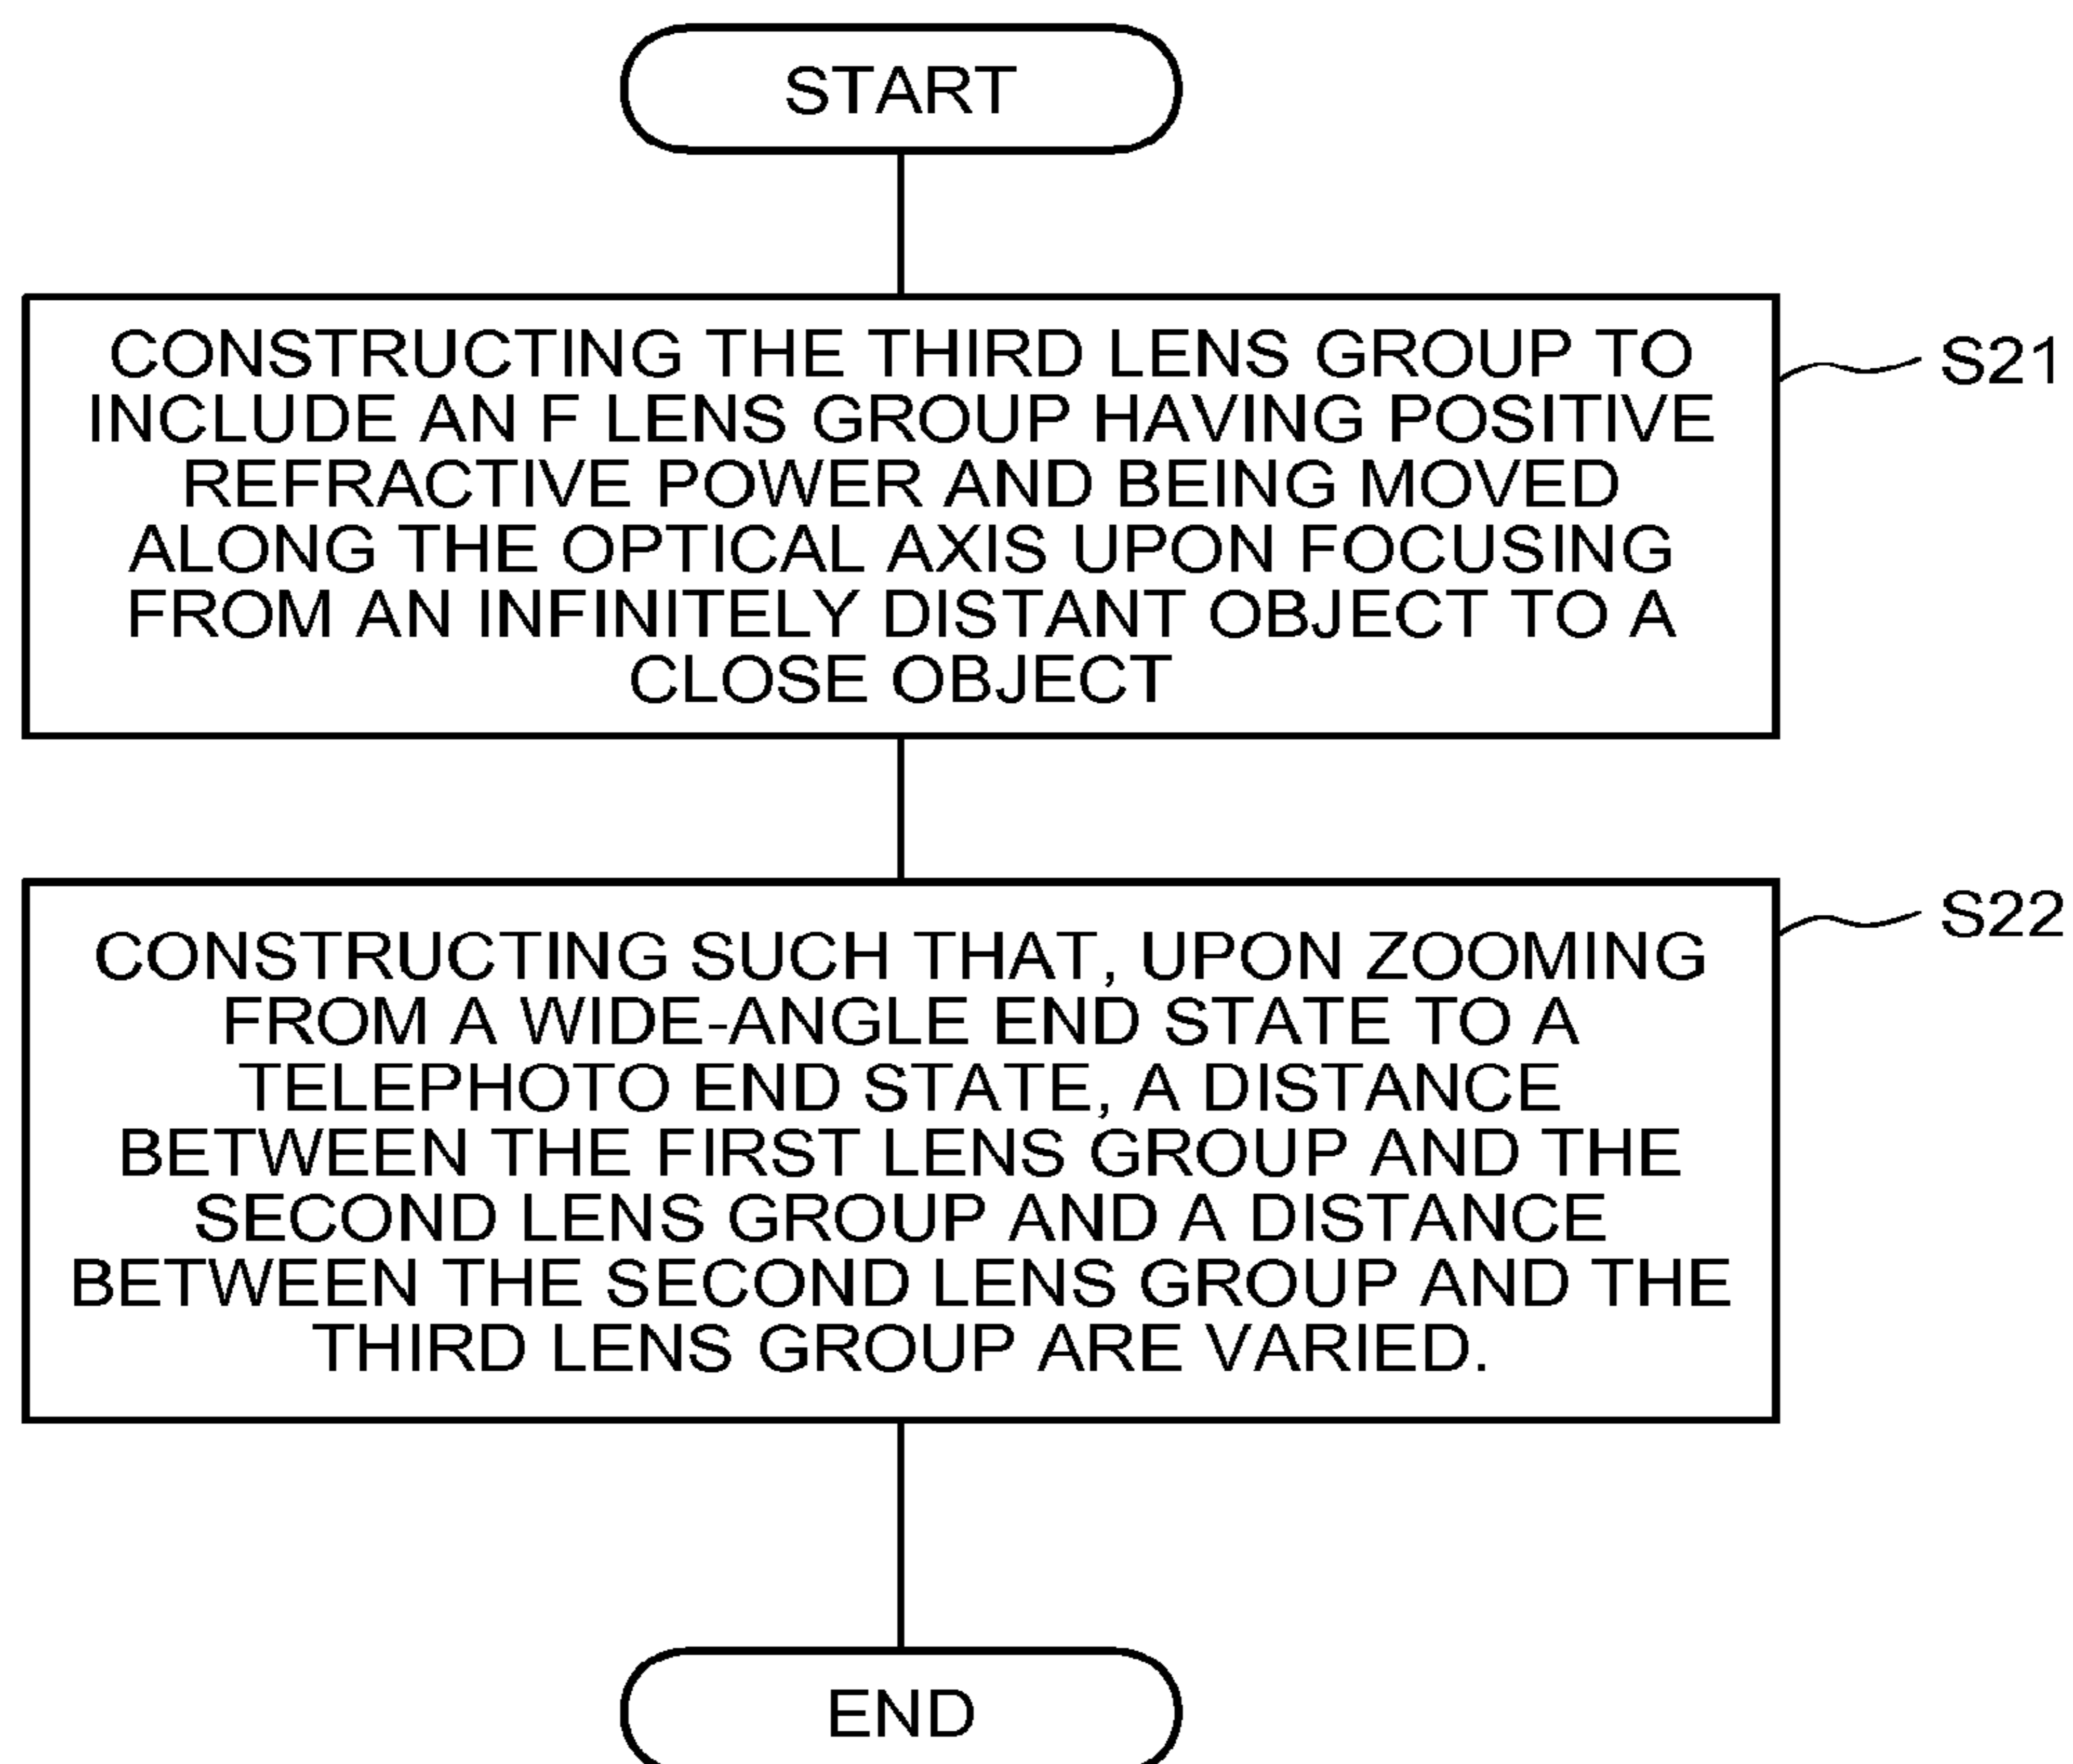 START
CONSTRUCTING THE THIRD LENS GROUP TO
INCLUDE AN F LENS GROUP HAVING POSITIVE
REFRACTIVE POWER AND BEING MOVED
ALONG THE OPTICAL AXIS UPON FOCUSING
FROM AN INFINITELY DISTANT OBJECT TO A
CLOSE OBJECT
S21
CONSTRUCTING SUCH THAT, UPON ZOOMING
FROM A WIDE-ANGLE END STATE TO A
TELEPHOTO END STATE, A DISTANCE
BETWEEN THE FIRST LENS GROUP AND THE
SECOND LENS GROUP AND A DISTANCE
BETWEEN THE SECOND LENS GROUP AND THE
THIRD LENS GROUP ARE VARIED.
S22
END